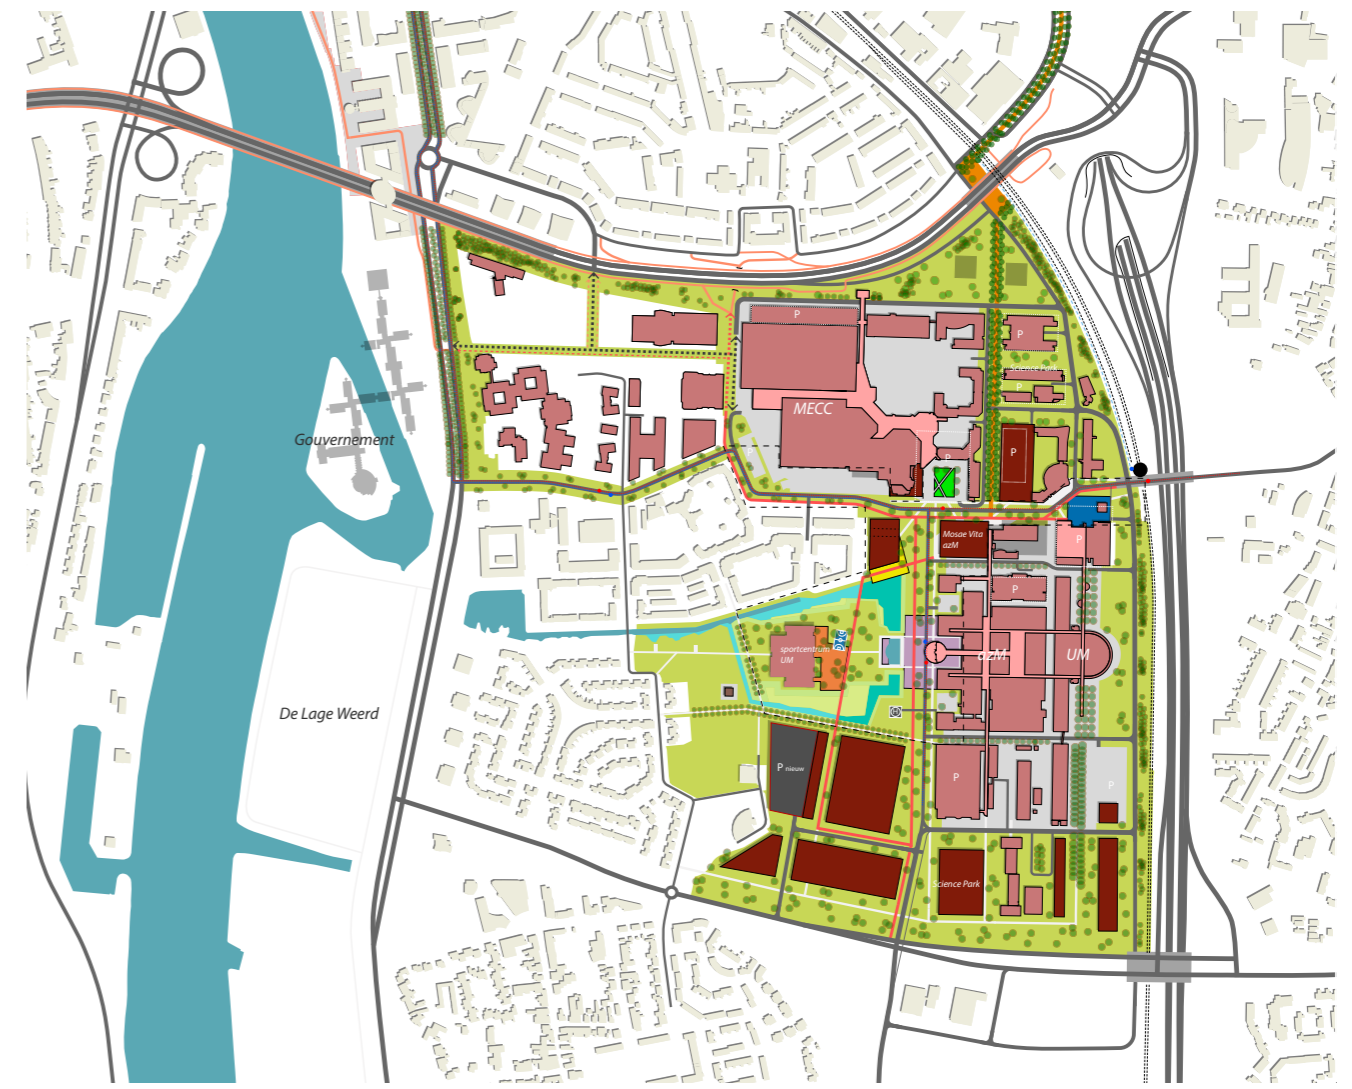 P
P
Science Park
P
MECC
Gouvernement
P
P
P
Mosae Vita
azM
P
P
sportcentrum
UM
azM
UM
De Lage Weerd
P nieuw
P
P
Science Park